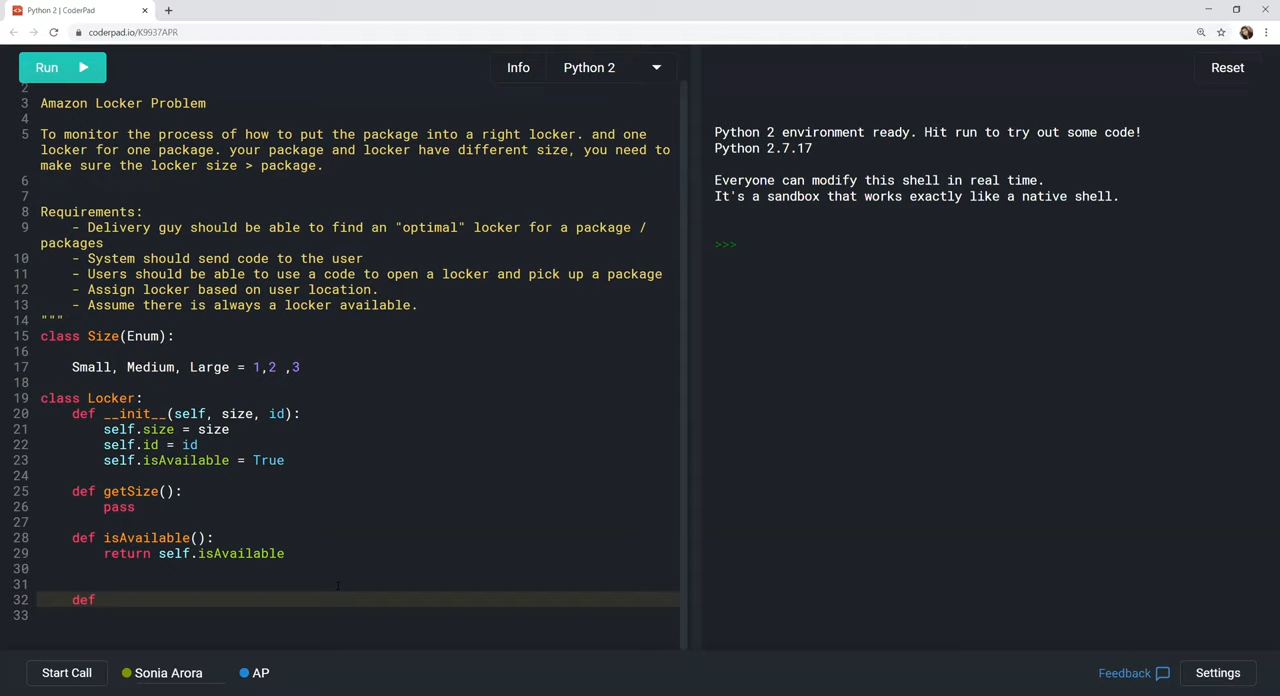 Python 2 | CoderPad
coderpad.io/K9937APR
Run
Info
Python 2
Reset
2
3 Amazon Locker Problem
4
5 To monitor the process of how to put the package into a right locker. and one
locker for one package. your package and locker have different size, you need to
make sure the locker size > package.
6
7
8 Requirements:
9 - Delivery guy should be able to find an "optimal" locker for a package /
packages
10 - System should send code to the user
11 - Users should be able to use a code to open a locker and pick up a package
12 - Assign locker based on user location.
13 - Assume there is always a locker available.
14 """
15 class Size(Enum):
16
17 Small, Medium, Large = 1,2 ,3
18
19 class Locker:
20 def __init__(self, size, id):
21 self.size = size
22 self.id = id
23 self.isAvailable = True
24
25 def getSize():
26 pass
27
28 def isAvailable():
29 return self.isAvailable
30
31
32 def
33
Python 2 environment ready. Hit run to try out some code!
Python 2.7.17
Everyone can modify this shell in real time.
It's a sandbox that works exactly like a native shell.
>>>
Start Call
Sonia Arora
AP
Feedback
Settings